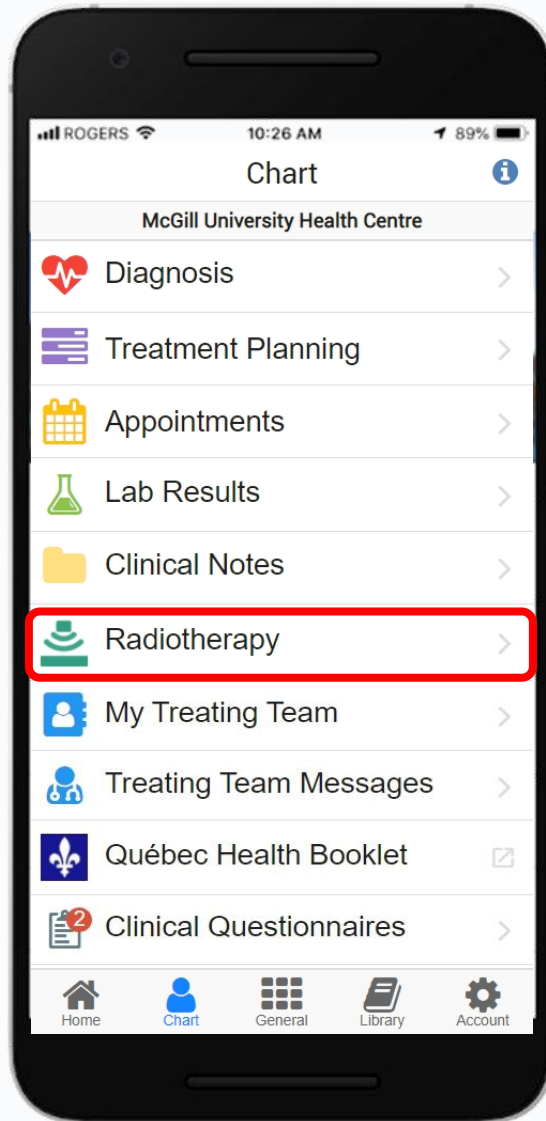 ROGERS 10:26 AM 89%
Chart
McGill University Health Centre
Diagnosis
Treatment Planning
Appointments
Lab Results
Clinical Notes
Radiotherapy
My Treating Team
Treating Team Messages
Québec Health Booklet
2
Clinical Questionnaires
Home Chart General Library Account